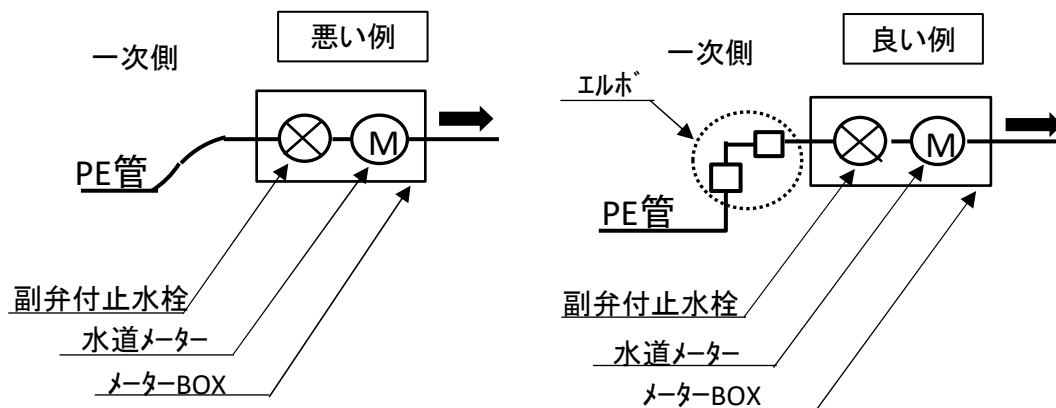 悪い例
一次側
PE管
M
副弁付止水栓
水道ﾒｰﾀｰ
ﾒｰﾀｰBOX
良い例
一次側
ｴﾙﾎﾞ
PE管
M
副弁付止水栓
水道ﾒｰﾀｰ
ﾒｰﾀｰBOX